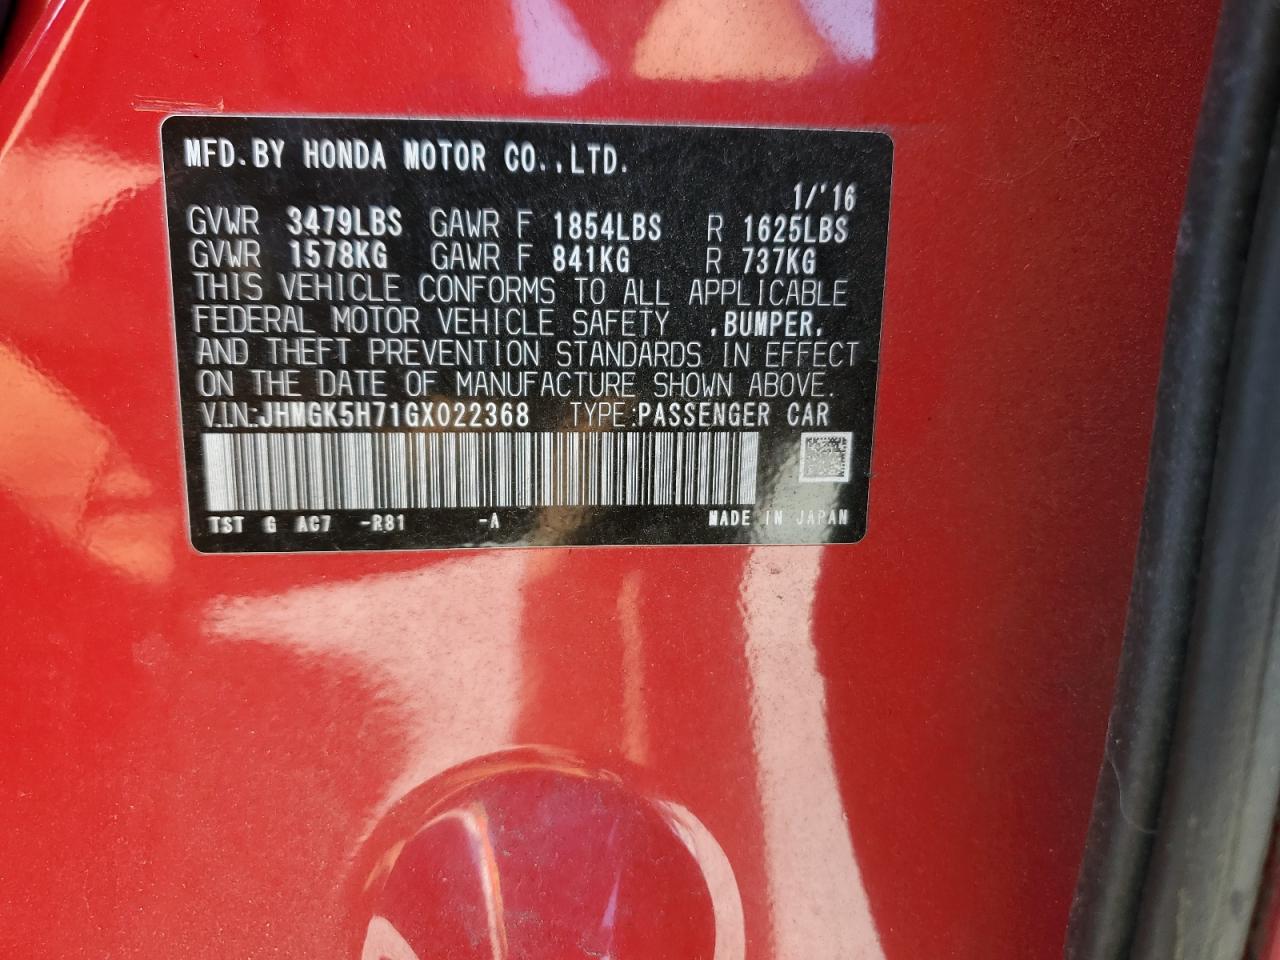 MFD.BY HONDA MOTOR CO.,LTD.
1/'16
GVWR 3479LBS GAWR F 1854LBS R 1625LBS
GVWR 1578KG GAWR F 841KG R 737KG
THIS VEHICLE CONFORMS TO ALL APPLICABLE
FEDERAL MOTOR VEHICLE SAFETY ,BUMPER,
AND THEFT PREVENTION STANDARDS IN EFFECT
ON THE DATE OF MANUFACTURE SHOWN ABOVE.
V.I.N:JHMGK5H71GX022368 TYPE:PASSENGER CAR
TST G AC7 -R81 -A MADE IN JAPAN